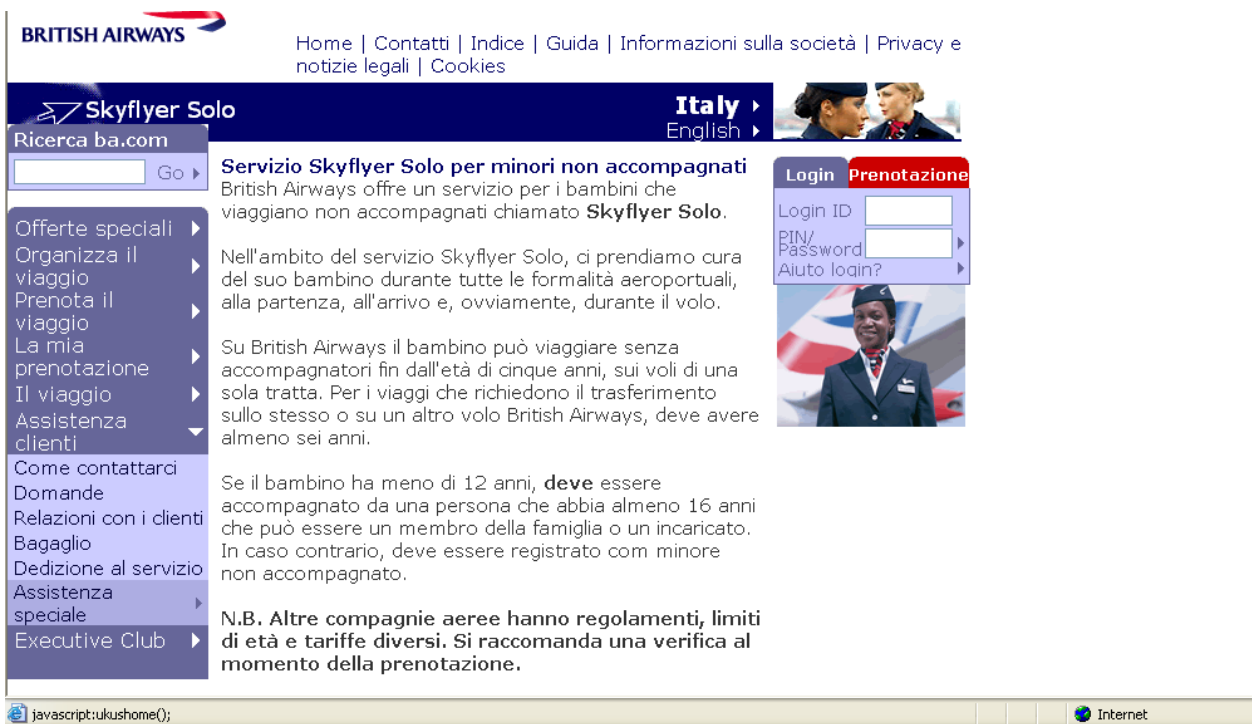 BRITISH AIRWAYS
Home | Contatti | Indice | Guida | Informazioni sulla società | Privacy e
notizie legali | Cookies
Skyflyer Solo
Italy
English
Ricerca ba.com
Go
Offerte speciali
Organizza il
viaggio
Prenota il
viaggio
La mia
prenotazione
Il viaggio
Assistenza
clienti
Come contattarci
Domande
Relazioni con i clienti
Bagaglio
Dedizione al servizio
Assistenza
speciale
Executive Club
Servizio Skyflyer Solo per minori non accompagnati
British Airways offre un servizio per i bambini che
viaggiano non accompagnati chiamato Skyflyer Solo.
Nell'ambito del servizio Skyflyer Solo, ci prendiamo cura
del suo bambino durante tutte le formalità aeroportuali,
alla partenza, all'arrivo e, ovviamente, durante il volo.
Su British Airways il bambino può viaggiare senza
accompagnatori fin dall'età di cinque anni, sui voli di una
sola tratta. Per i viaggi che richiedono il trasferimento
sullo stesso o su un altro volo British Airways, deve avere
almeno sei anni.
Se il bambino ha meno di 12 anni, deve essere
accompagnato da una persona che abbia almeno 16 anni
che può essere un membro della famiglia o un incaricato.
In caso contrario, deve essere registrato com minore
non accompagnato.
N.B. Altre compagnie aeree hanno regolamenti, limiti
di età e tariffe diversi. Si raccomanda una verifica al
momento della prenotazione.
Login Prenotazione
Login ID
PIN/
Password
Aiuto login?
javascript:ukushome();
Internet